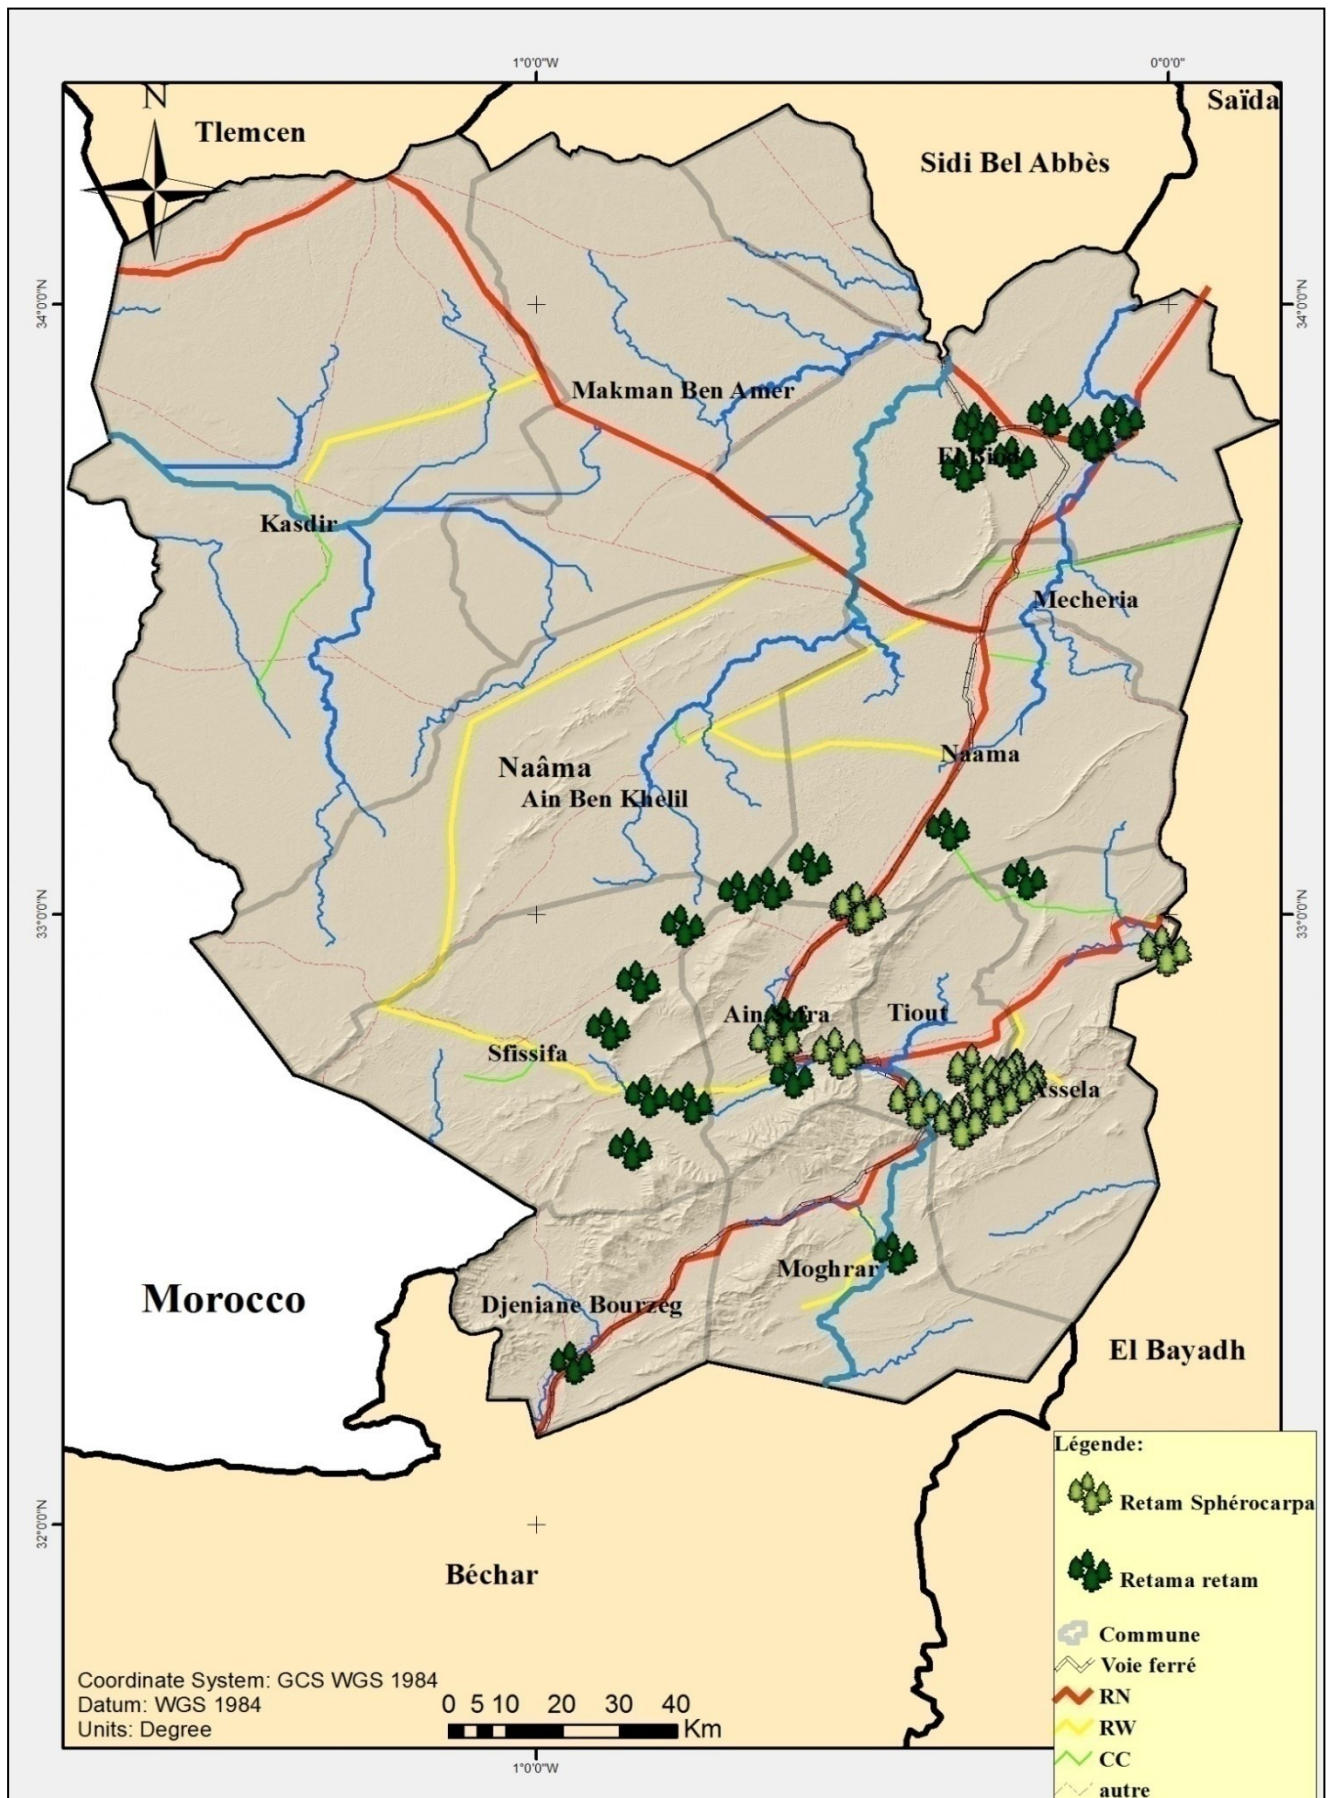 1°0'0"W
0°0'0"
N
Saïda
Tlemcen
Sidi Bel Abbès
34°0'0"N
34°0'0"N
Makman Ben Amer
El Biod
Kasdir
Mecheria
Naama
Naâma
Ain Ben Khelil
33°0'0"N
33°0'0"N
Ain Sefra
Tiout
Sfissifa
Assela
Moghrar
Morocco
Djeniane Bourzeg
El Bayadh
Légende:
Retam Sphérocarpa
Retama retam
Commune
Voie ferré
RN
RW
CC
autre
32°0'0"N
Béchar
Coordinate System: GCS WGS 1984
Datum: WGS 1984
Units: Degree
0 5 10 20 30 40
Km
1°0'0"W